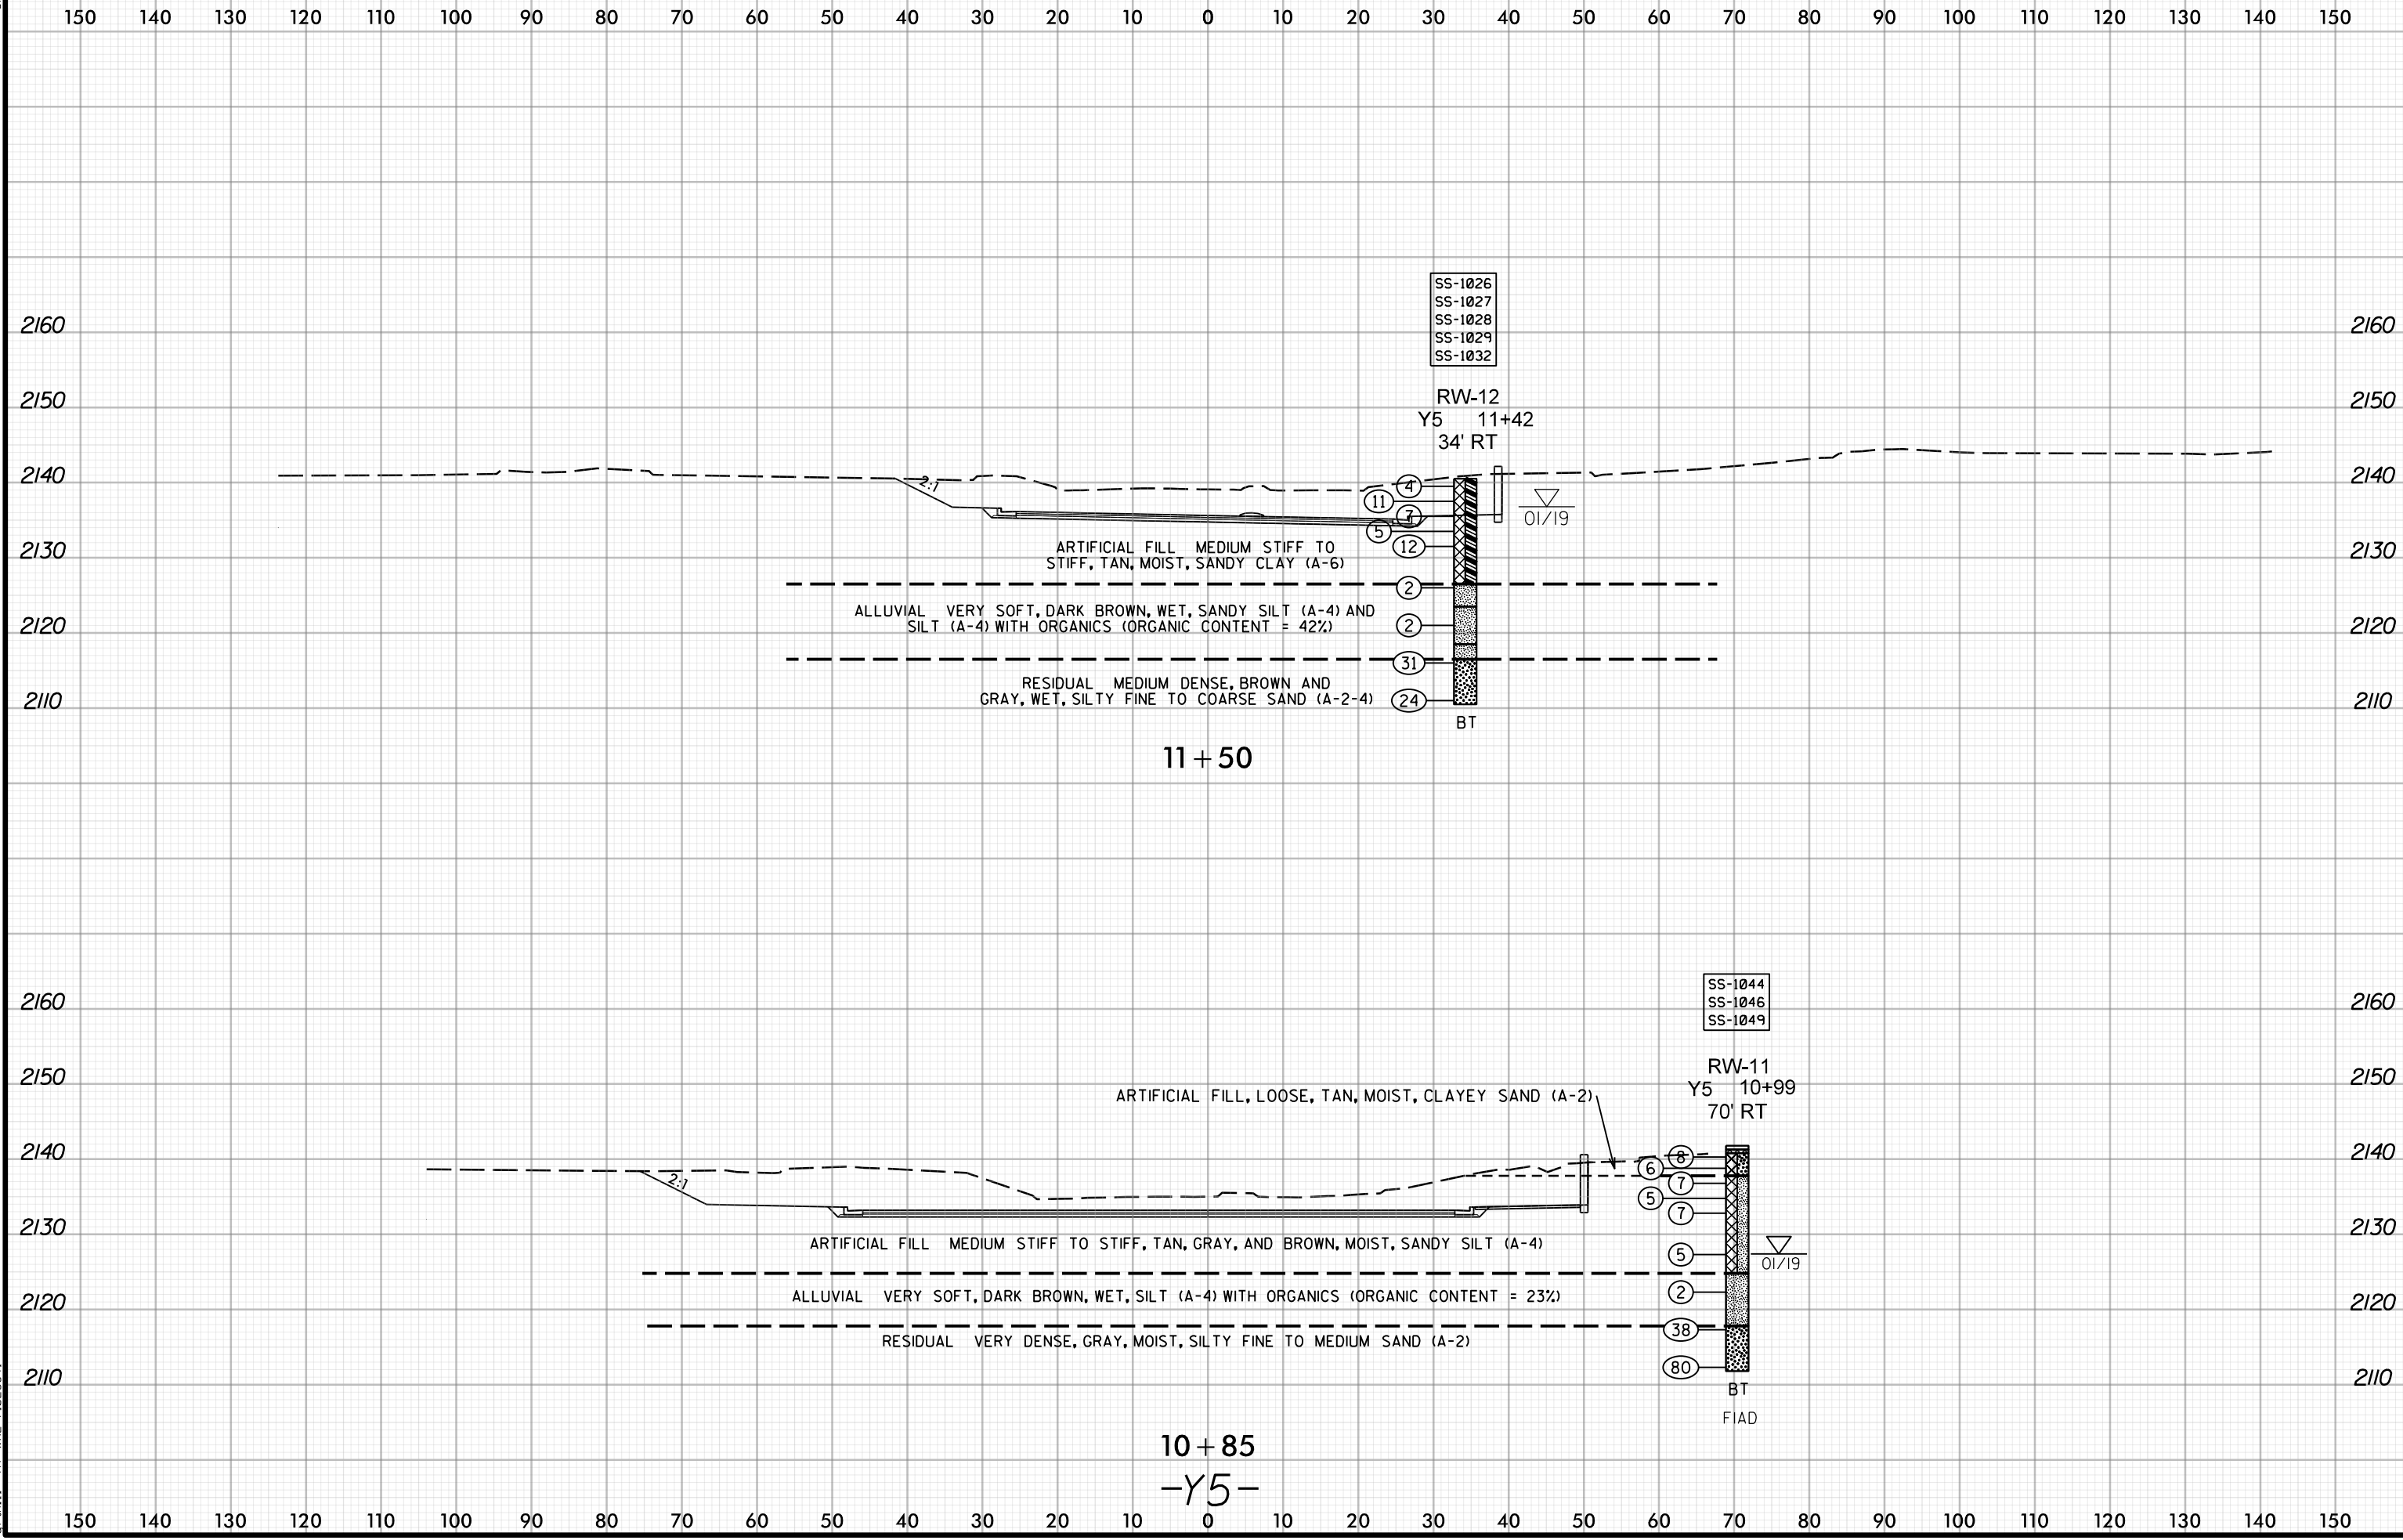 150 140 130 120 110 100 90 80 70 60 50 40 30 20 10 0 10 20 30 40 50 60 70 80 90 100 110 120 130 140 150
SS-1026
SS-1027
SS-1028
SS-1029
SS-1032
2160 2160
RW-12
2150 2150
Y5 11+42
34' RT
2140 2140
2:1
4
11
7
5
12
01/19
2130 2130
ARTIFICIAL FILL MEDIUM STIFF TO
STIFF, TAN, MOIST, SANDY CLAY (A-6)
2
ALLUVIAL VERY SOFT, DARK BROWN, WET, SANDY SILT (A-4) AND
SILT (A-4) WITH ORGANICS (ORGANIC CONTENT = 42%)
2
2120 2120
31
RESIDUAL MEDIUM DENSE, BROWN AND
GRAY, WET, SILTY FINE TO COARSE SAND (A-2-4)
24
2110 2110
BT
11+50
SS-1044
SS-1046
SS-1049
2160 2160
RW-11
2150 2150
Y5 10+99
70' RT
ARTIFICIAL FILL, LOOSE, TAN, MOIST, CLAYEY SAND (A-2)
2140 2140
2:1
8
6
7
5
7
2130 2130
ARTIFICIAL FILL MEDIUM STIFF TO STIFF, TAN, GRAY, AND BROWN, MOIST, SANDY SILT (A-4)
5
01/19
ALLUVIAL VERY SOFT, DARK BROWN, WET, SILT (A-4) WITH ORGANICS (ORGANIC CONTENT = 23%)
2
2120 2120
38
RESIDUAL VERY DENSE, GRAY, MOIST, SILTY FINE TO MEDIUM SAND (A-2)
80
2110 2110
BT
FIAD
10+85
-Y5-
150 140 130 120 110 100 90 80 70 60 50 40 30 20 10 0 10 20 30 40 50 60 70 80 90 100 110 120 130 140 150